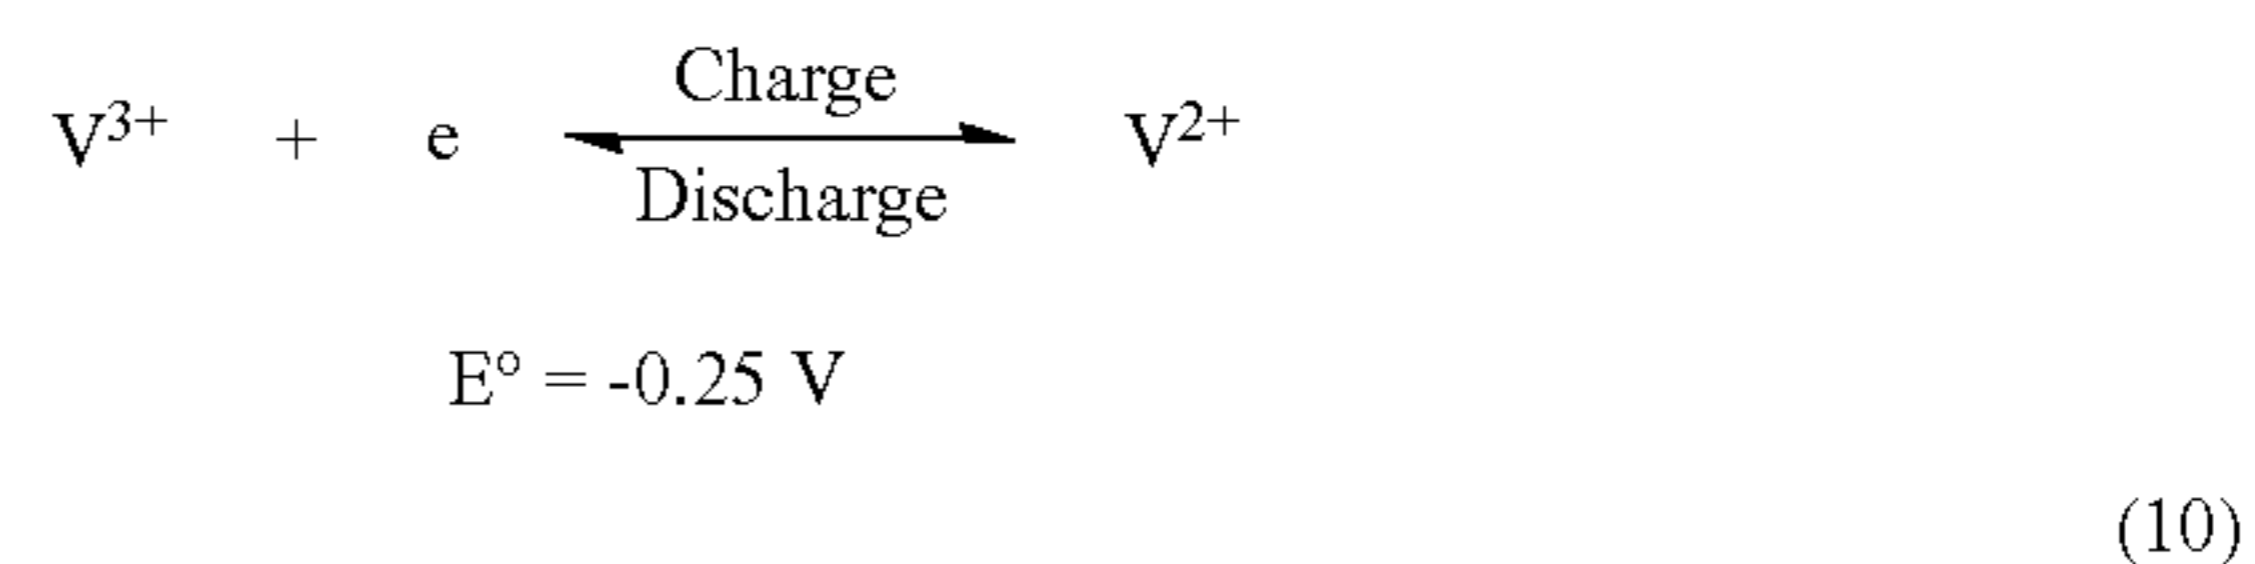 Charge
V³⁺ + e ⇌ V²⁺
Discharge
E° = -0.25 V
(10)